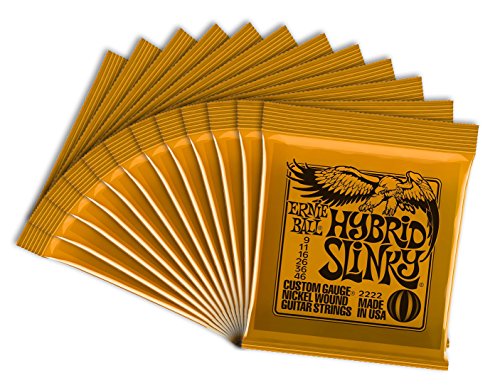 ERNIE BALL
HYBRID
SLINKY®
9
11
16
26
36
46
CUSTOM GAUGE® 2222
NICKEL WOUND MADE
GUITAR STRINGS IN USA